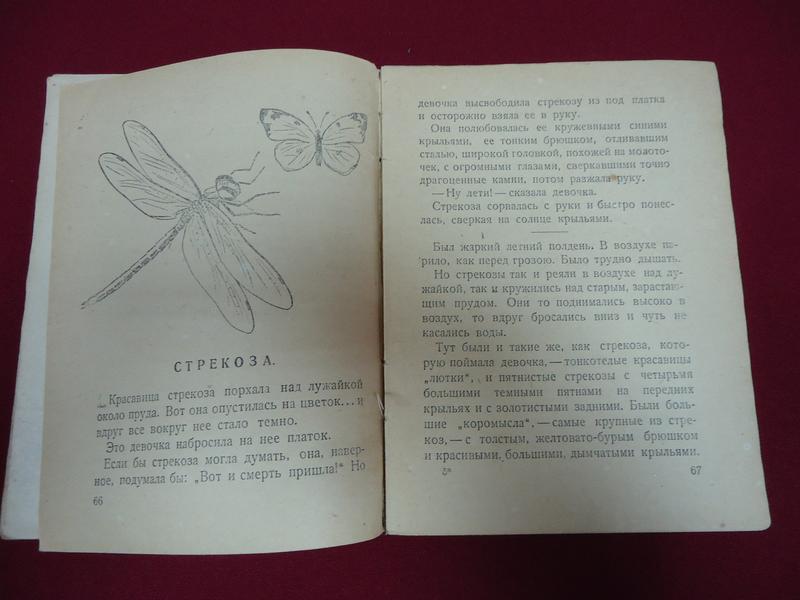 СТРЕКОЗА.
Красавица стрекоза порхала над лужайкой
около пруда. Вот она опустилась на цветок... и
вдруг все вокруг нее стало темно.
Это девочка набросила на нее платок.
Если бы стрекоза могла думать, она, навер-
ное, подумала бы: „Вот и смерть пришла!“ Но
66
девочка высвободила стрекозу из под платка
и осторожно взяла ее в руку.
Она полюбовалась ее кружевными синими
крыльями, ее тонким брюшком, отливавшим
сталью, широкой головкой, похожей на молото-
чек, с огромными глазами, сверкавшими точно
драгоценные камни, потом разжала руку.
— Ну лети! — сказала девочка.
Стрекоза сорвалась с руки и быстро понес-
лась, сверкая на солнце крыльями.
Был жаркий летний полдень. В воздухе па-
рило, как перед грозою. Было трудно дышать.
Но стрекозы так и реяли в воздухе над лу-
жайкой, так и кружились над старым, зарастаю-
щим прудом. Они то поднимались высоко в
воздух, то вдруг бросались вниз и чуть не
касались воды.
Тут были и такие же, как стрекоза, кото-
рую поймала девочка, — тонкотелые красавицы
„лютки“, и пятнистые стрекозы с четырьмя
большими темными пятнами на передних
крыльях и с золотистыми задними. Были боль-
шие „коромысла“, — самые крупные из стре-
коз, — с толстым, желтовато-бурым брюшком
и красивыми, большими, дымчатыми крыльями.
5* 67